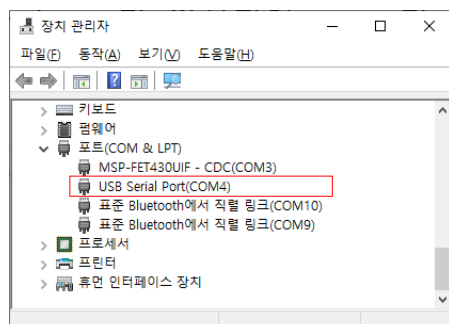 장치 관리자
파일(F) 동작(A) 보기(V) 도움말(H)
키보드
펌웨어
포트(COM & LPT)
MSP-FET430UIF - CDC(COM3)
USB Serial Port(COM4)
표준 Bluetooth에서 직렬 링크(COM10)
표준 Bluetooth에서 직렬 링크(COM9)
프로세서
프린터
휴먼 인터페이스 장치